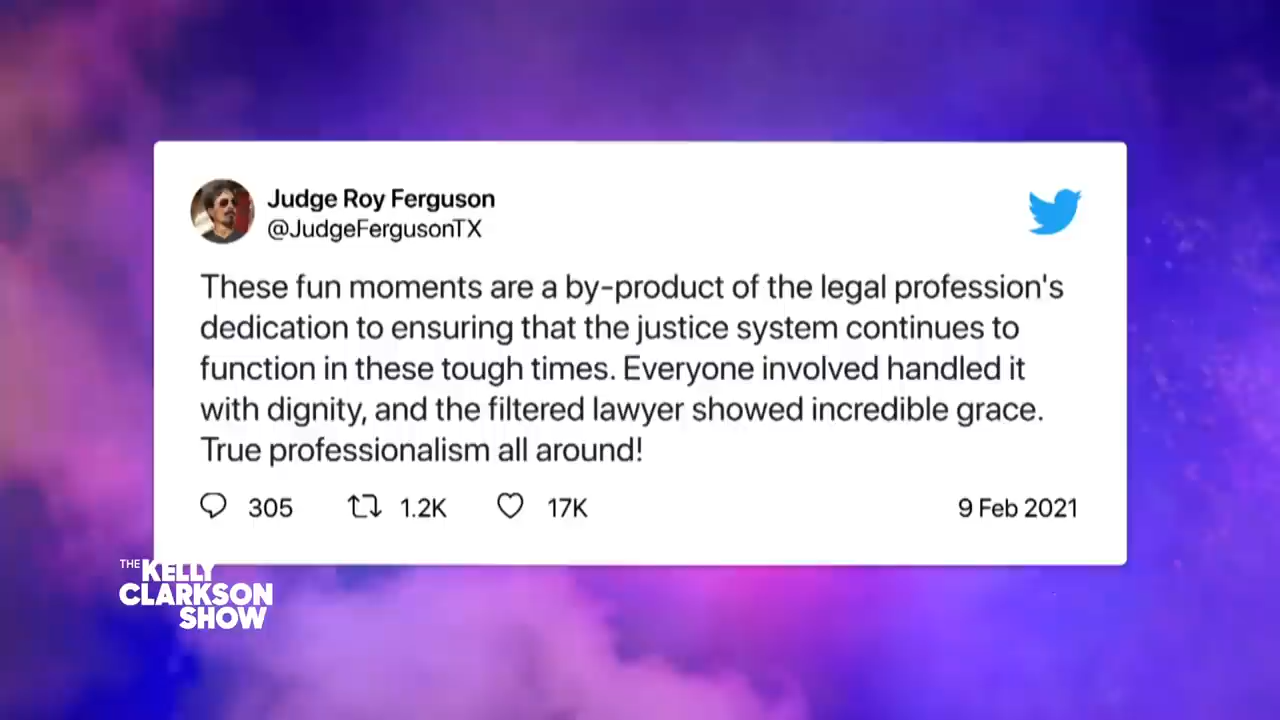 Judge Roy Ferguson
@JudgeFergusonTX
These fun moments are a by-product of the legal profession's
dedication to ensuring that the justice system continues to
function in these tough times. Everyone involved handled it
with dignity, and the filtered lawyer showed incredible grace.
True professionalism all around!
305 1.2K 17K 9 Feb 2021
THE KELLY
CLARKSON
SHOW